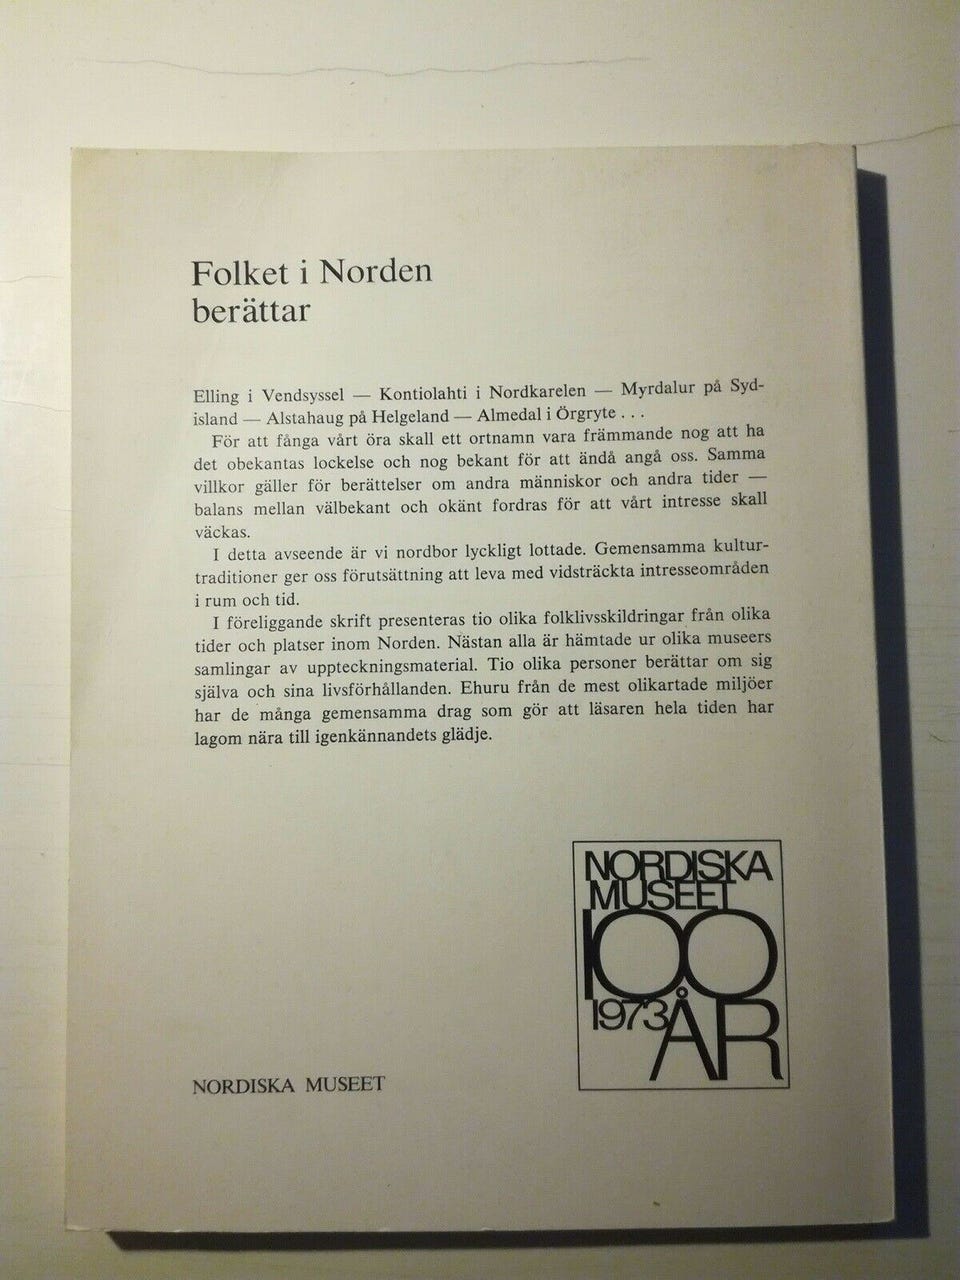 Folket i Norden
berättar
Elling i Vendsyssel — Kontiolahti i Nordkarelen — Myrdalur på Syd-
island — Alstahaug på Helgeland — Almedal i Örgryte . . .
För att fånga vårt öra skall ett ortnamn vara främmande nog att ha
det obekantas lockelse och nog bekant för att ändå angå oss. Samma
villkor gäller för berättelser om andra människor och andra tider —
balans mellan välbekant och okänt fordras för att vårt intresse skall
väckas.
I detta avseende är vi nordbor lyckligt lottade. Gemensamma kultur-
traditioner ger oss förutsättning att leva med vidsträckta intresseområden
i rum och tid.
I föreliggande skrift presenteras tio olika folklivsskildringar från olika
tider och platser inom Norden. Nästan alla är hämtade ur olika museers
samlingar av uppteckningsmaterial. Tio olika personer berättar om sig
själva och sina livsförhållanden. Ehuru från de mest olikartade miljöer
har de många gemensamma drag som gör att läsaren hela tiden har
lagom nära till igenkännandets glädje.
NORDISKA
MUSEET
100
1973 ÅR
NORDISKA MUSEET